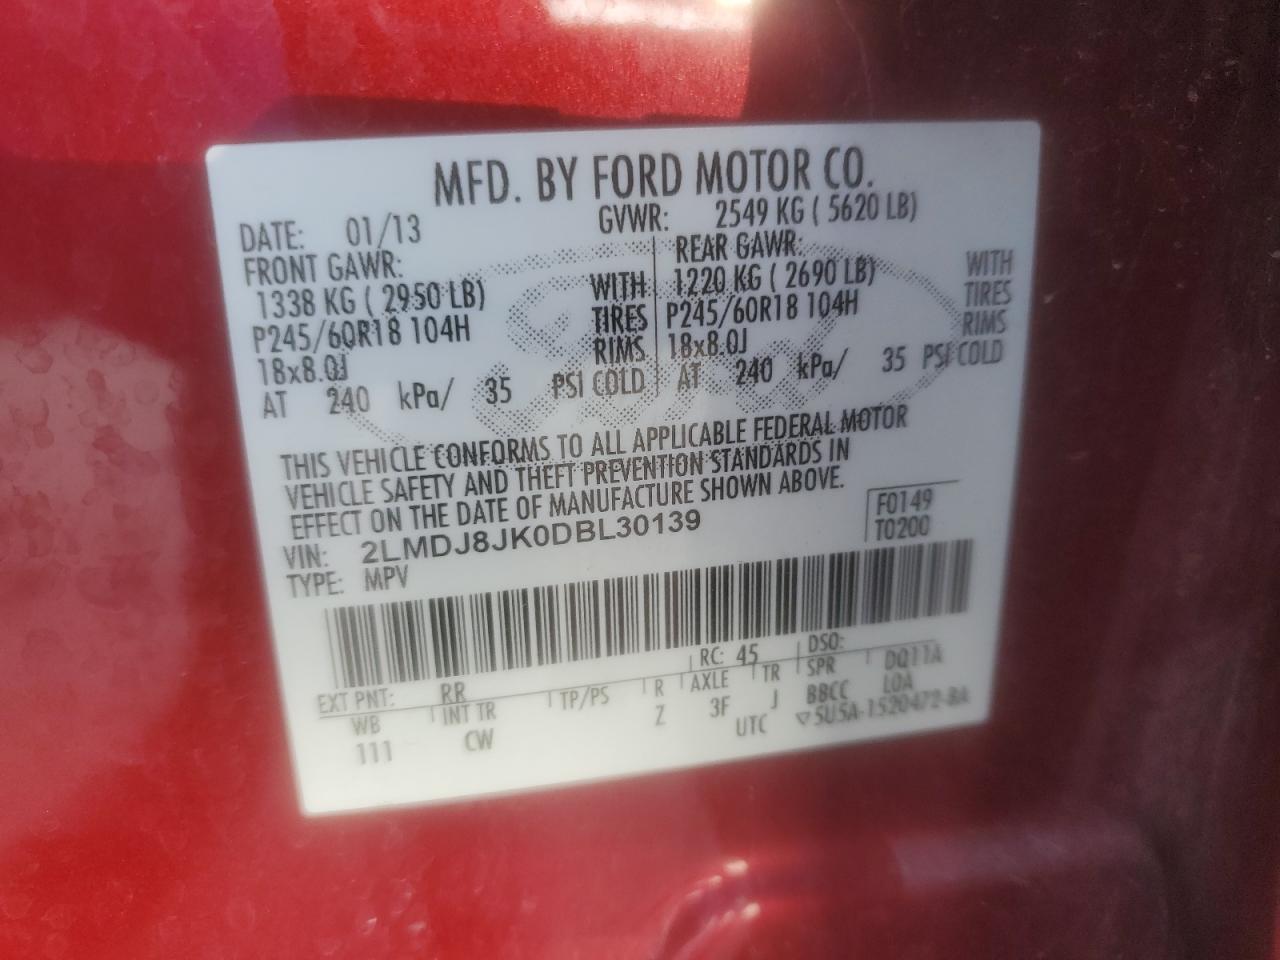 MFD. BY FORD MOTOR CO.
DATE: 01/13 GVWR: 2549 KG ( 5620 LB)
FRONT GAWR: REAR GAWR:
1338 KG ( 2950 LB) WITH 1220 KG ( 2690 LB) WITH
P245/60R18 104H TIRES P245/60R18 104H TIRES
18x8.0J RIMS 18x8.0J RIMS
AT 240 kPa/ 35 PSI COLD AT 240 kPa/ 35 PSI COLD
THIS VEHICLE CONFORMS TO ALL APPLICABLE FEDERAL MOTOR
VEHICLE SAFETY AND THEFT PREVENTION STANDARDS IN
EFFECT ON THE DATE OF MANUFACTURE SHOWN ABOVE.
VIN: 2LMDJ8JK0DBL30139 F0149
TYPE: MPV T0200
EXT PNT: RR RC: 45 DSO:
WB INT TR TP/PS R AXLE TR SPR DQ11A
111 CW Z 3F J BBCC L0A
UTC ▽5U5A-1520472-BA